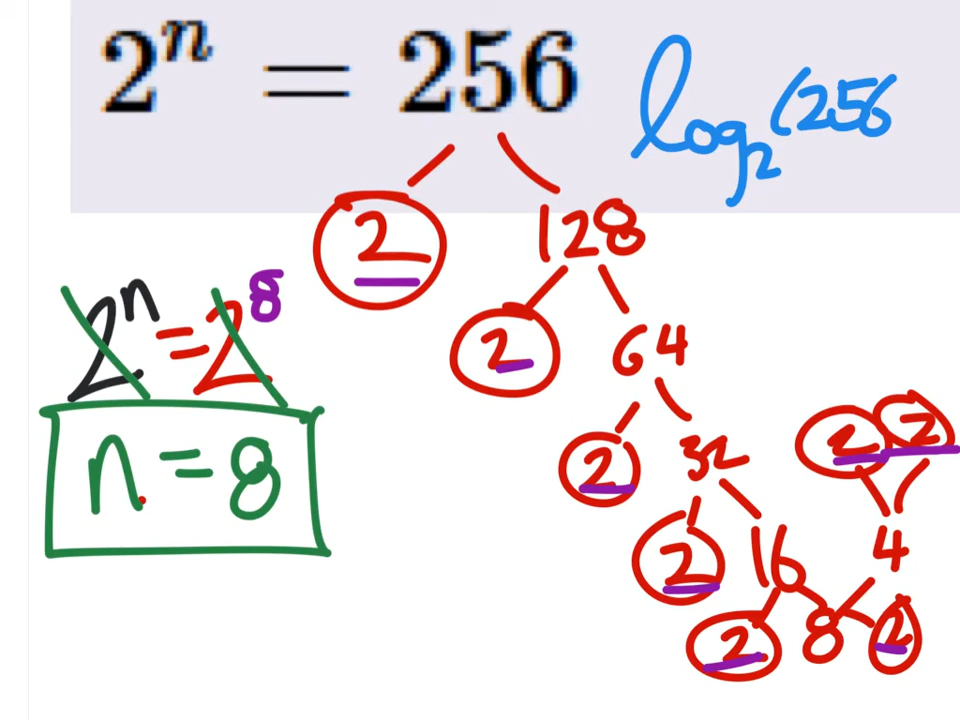 2^n = 256
log_2(256
2 128
2 64
2^n = 2^8
2 32
2 2
n = 8
2 16
4
2 8 2